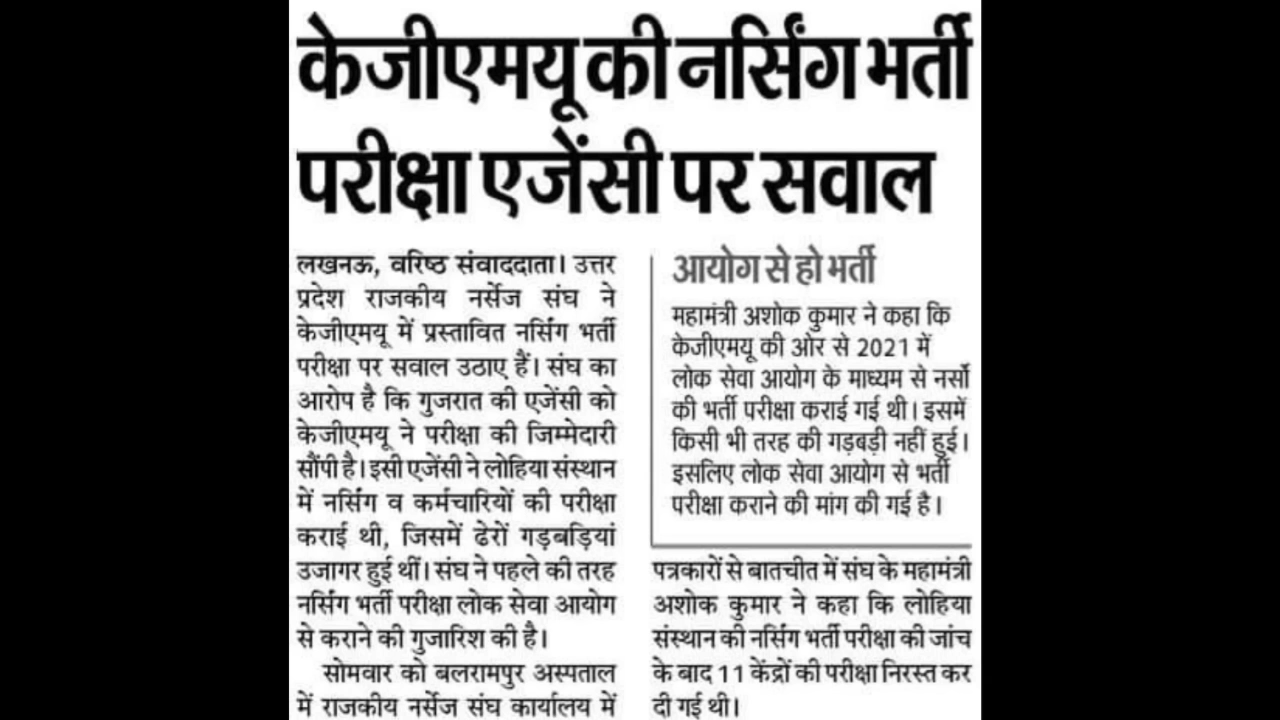 केजीएमयू की नर्सिंग भर्ती
परीक्षा एजेंसी पर सवाल
लखनऊ, वरिष्ठ संवाददाता। उत्तर
प्रदेश राजकीय नर्सेज संघ ने
केजीएमयू में प्रस्तावित नर्सिंग भर्ती
परीक्षा पर सवाल उठाए हैं। संघ का
आरोप है कि गुजरात की एजेंसी को
केजीएमयू ने परीक्षा की जिम्मेदारी
सौंपी है। इसी एजेंसी ने लोहिया संस्थान
में नर्सिंग व कर्मचारियों की परीक्षा
कराई थी, जिसमें ढेरों गड़बड़ियां
उजागर हुई थीं। संघ ने पहले की तरह
नर्सिंग भर्ती परीक्षा लोक सेवा आयोग
से कराने की गुजारिश की है।
सोमवार को बलरामपुर अस्पताल
में राजकीय नर्सेज संघ कार्यालय में
आयोग से हो भर्ती
महामंत्री अशोक कुमार ने कहा कि
केजीएमयू की ओर से 2021 में
लोक सेवा आयोग के माध्यम से नर्सो
की भर्ती परीक्षा कराई गई थी। इसमें
किसी भी तरह की गड़बड़ी नहीं हुई।
इसलिए लोक सेवा आयोग से भर्ती
परीक्षा कराने की मांग की गई है।
पत्रकारों से बातचीत में संघ के महामंत्री
अशोक कुमार ने कहा कि लोहिया
संस्थान की नर्सिंग भर्ती परीक्षा की जांच
के बाद 11 केंद्रों की परीक्षा निरस्त कर
दी गई थी।